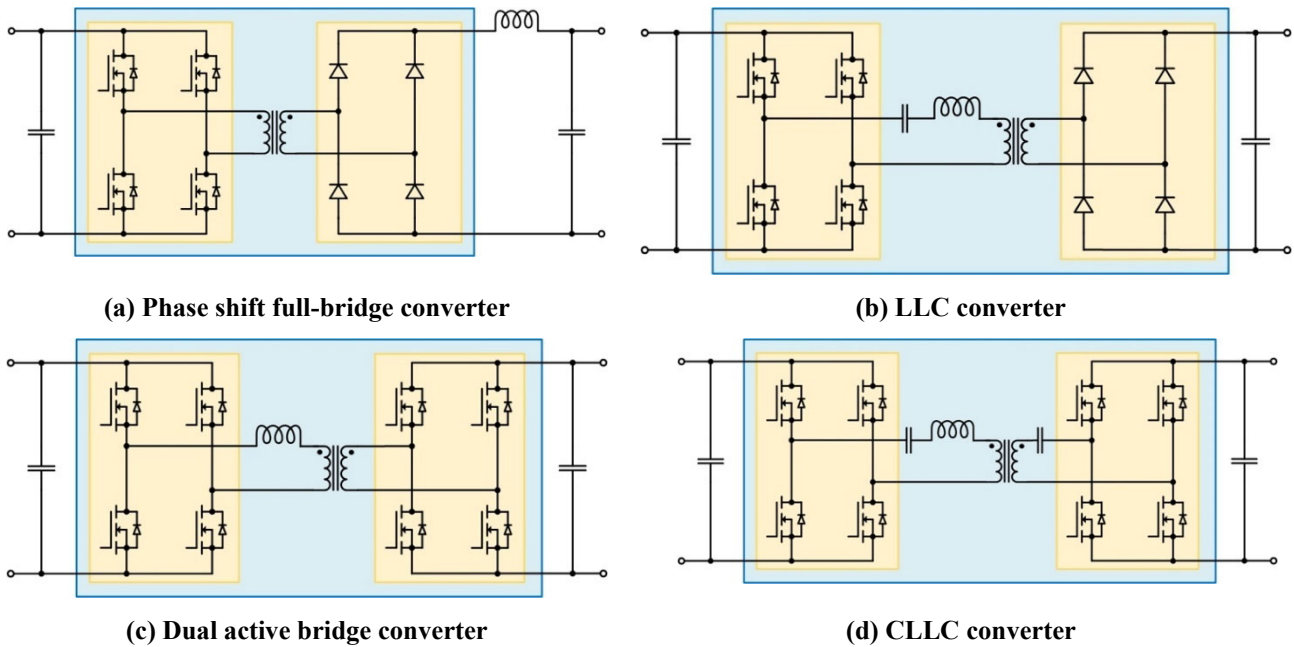 (a) Phase shift full-bridge converter
(b) LLC converter
(c) Dual active bridge converter
(d) CLLC converter